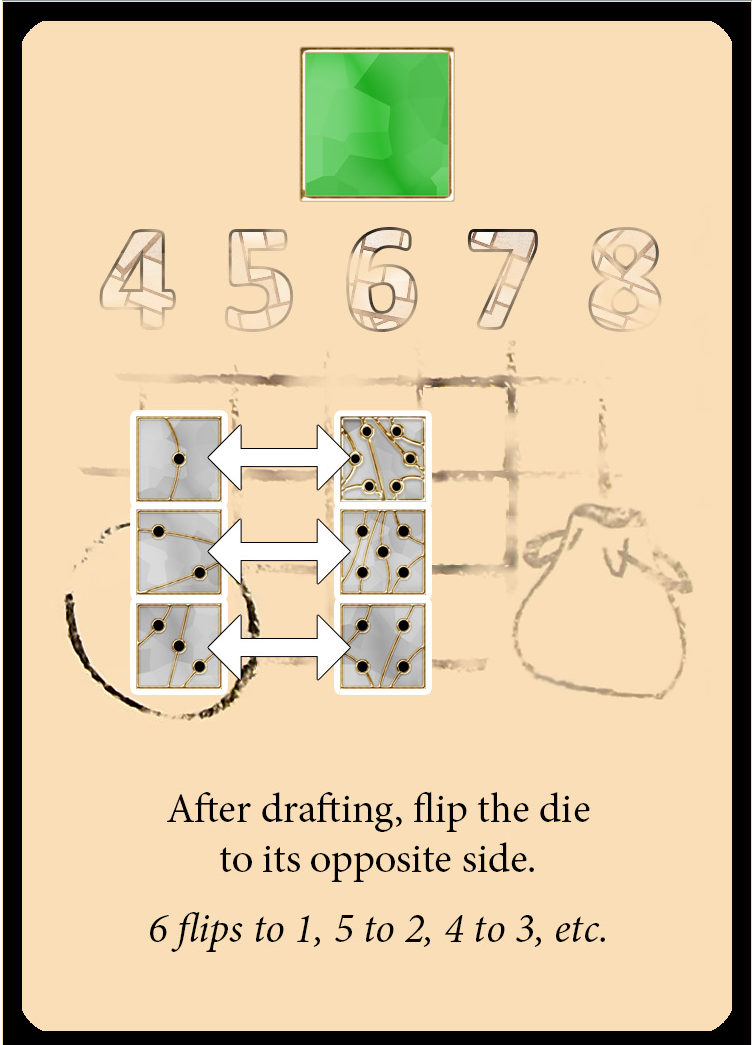 4 5 6 7 8
After drafting, flip the die
to its opposite side.
6 flips to 1, 5 to 2, 4 to 3, etc.